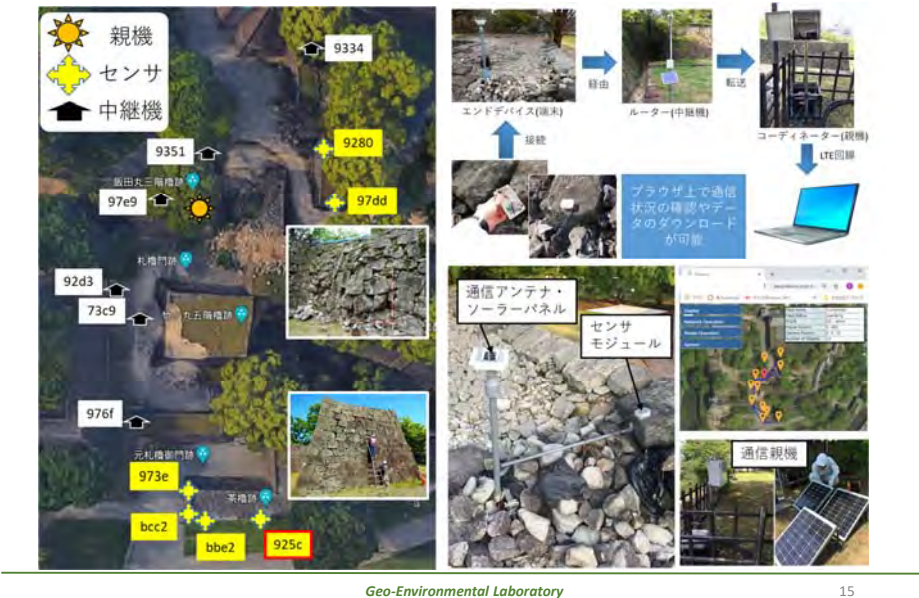 親機
センサ
中継機
9334
9351
9280
飯田丸三階櫓跡
97e9
97dd
札櫓門跡
92d3
73c9
丸五階櫓跡
976f
元札櫓御門跡
973e
茶櫓跡
bcc2
bbe2
925c
エンドデバイス(端末)
経由
ルーター(中継機)
転送
コーディネーター(親機)
接続
LTE回線
ブラウザ上で通信
状況の確認やデー
タのダウンロード
が可能
通信アンテナ・
ソーラーパネル
センサ
モジュール
通信親機
Geo-Environmental Laboratory
15